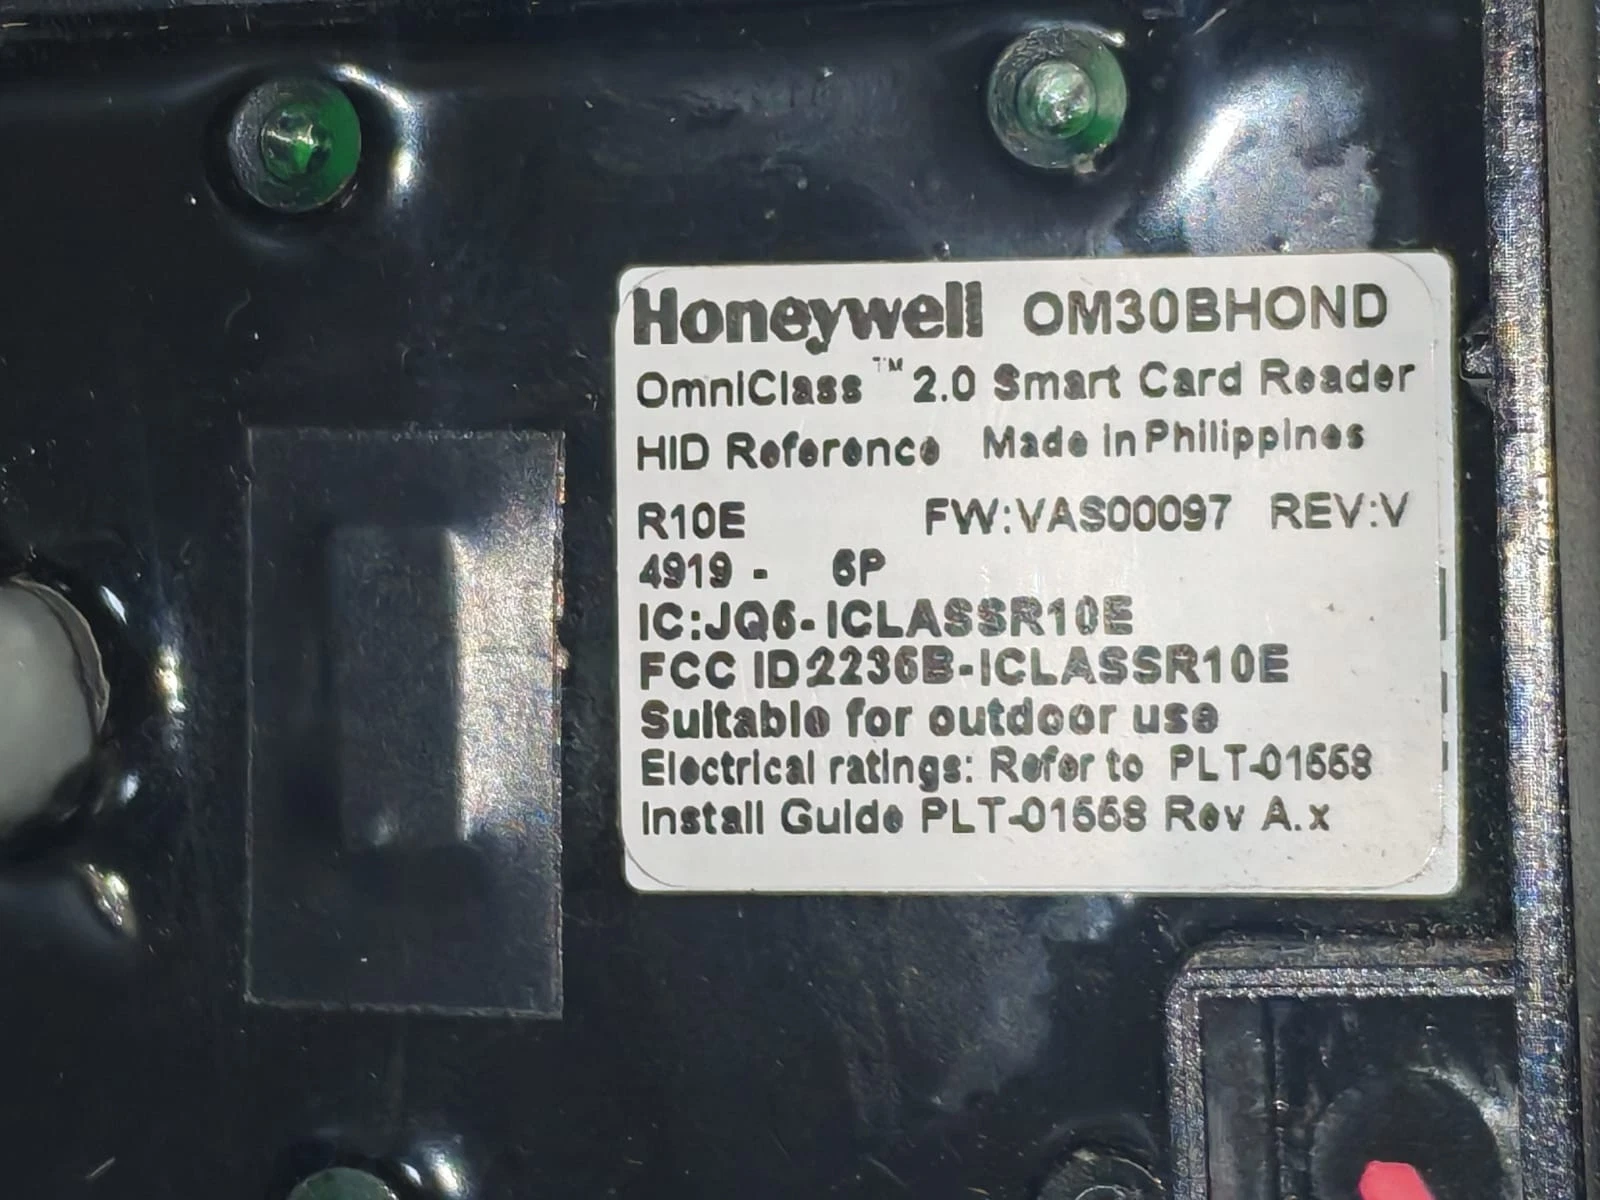 Honeywell OM30BHOND
OmniClass™ 2.0 Smart Card Reader
HID Reference Made in Philippines
R10E FW:VAS00097 REV:V
4919 - 6P
IC:JQ6-ICLASSR10E
FCC ID2236B-ICLASSR10E
Suitable for outdoor use
Electrical ratings: Refer to PLT-01558
Install Guide PLT-01558 Rev A.x